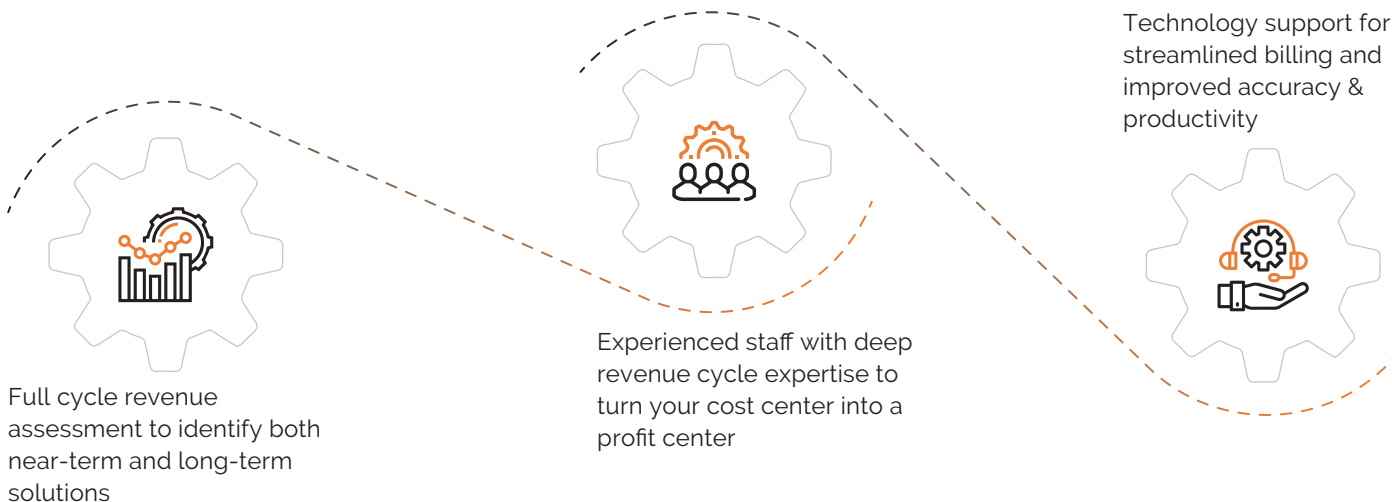 Full cycle revenue
assessment to identify both
near-term and long-term
solutions
Experienced staff with deep
revenue cycle expertise to
turn your cost center into a
profit center
Technology support for
streamlined billing and
improved accuracy &
productivity